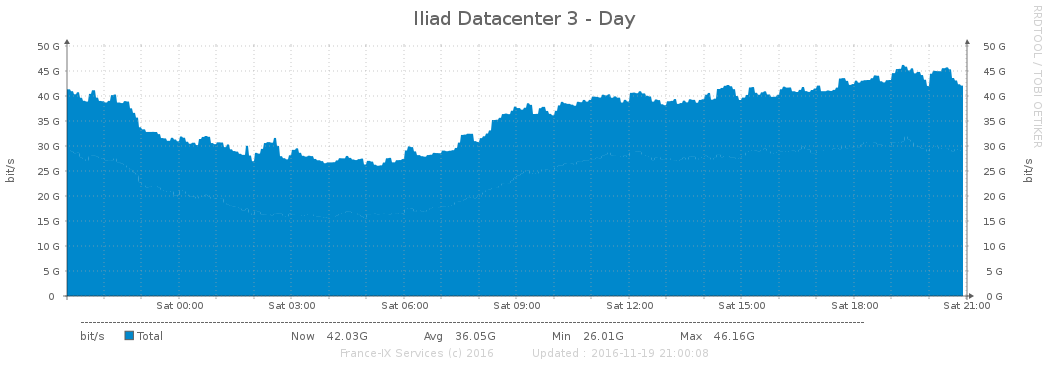 Iliad Datacenter 3 - Day
RRDTOOL / TOBI OETIKER
50 G 50 G
45 G 45 G
40 G 40 G
35 G 35 G
30 G 30 G
25 G 25 G
20 G 20 G
15 G 15 G
10 G 10 G
5 G 5 G
0 0 G
bit/s bit/s
Sat 00:00 Sat 03:00 Sat 06:00 Sat 09:00 Sat 12:00 Sat 15:00 Sat 18:00 Sat 21:00
bit/s Total Now 42.03G Avg 36.05G Min 26.01G Max 46.16G
France-IX Services (c) 2016 Updated : 2016-11-19 21:00:08